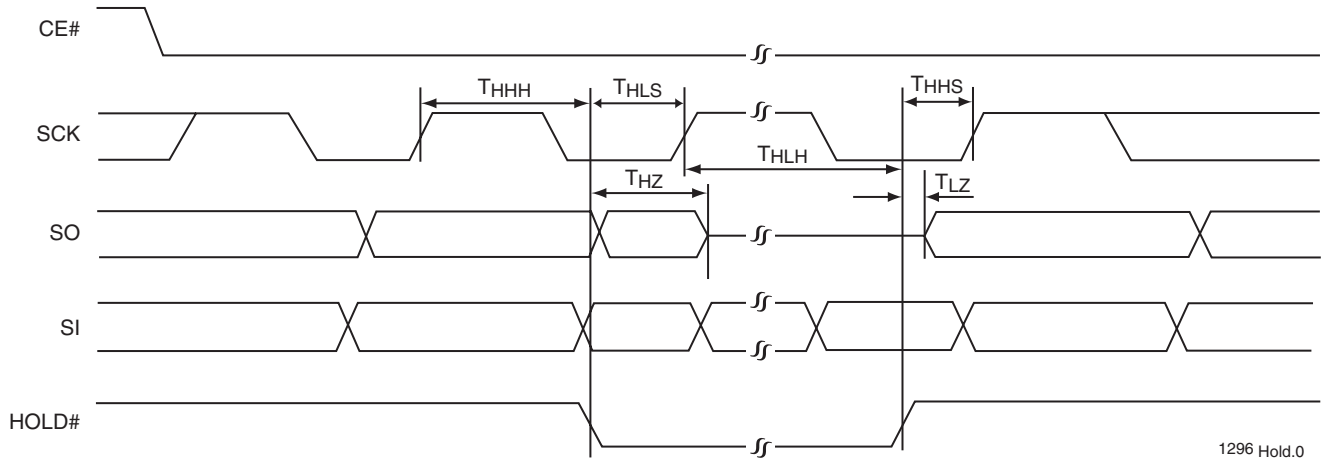 CE#
THHH
THLS
THHS
SCK
THLH
THZ
TLZ
SO
SI
HOLD#
1296 Hold.0